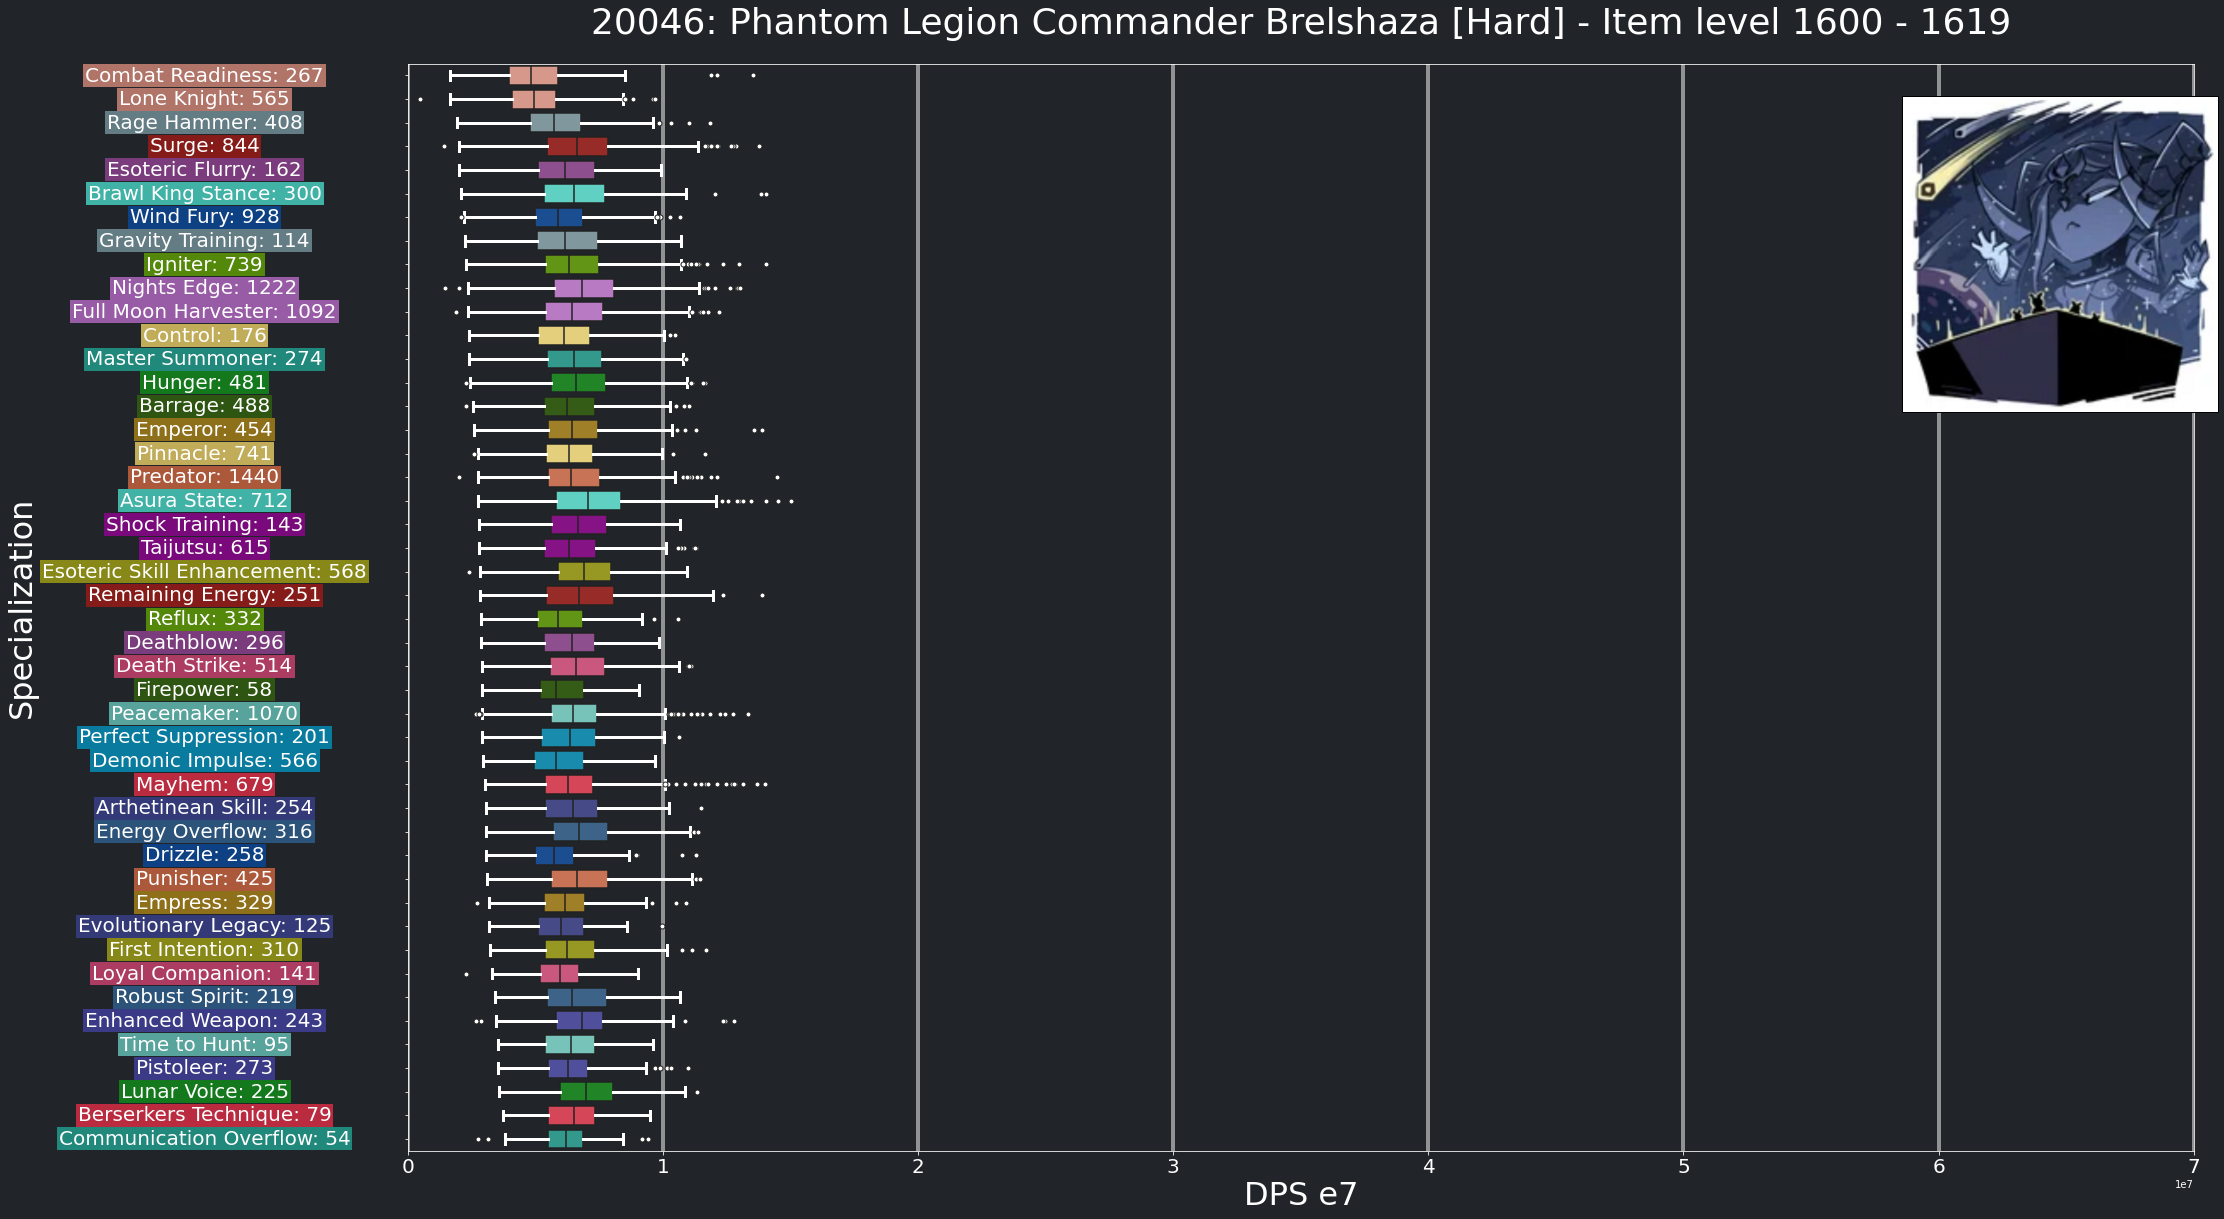 20046: Phantom Legion Commander Brelshaza [Hard] - Item level 1600 - 1619
Specialization
Combat Readiness: 267
Lone Knight: 565
Rage Hammer: 408
Surge: 844
Esoteric Flurry: 162
Brawl King Stance: 300
Wind Fury: 928
Gravity Training: 114
Igniter: 739
Nights Edge: 1222
Full Moon Harvester: 1092
Control: 176
Master Summoner: 274
Hunger: 481
Barrage: 488
Emperor: 454
Pinnacle: 741
Predator: 1440
Asura State: 712
Shock Training: 143
Taijutsu: 615
Esoteric Skill Enhancement: 568
Remaining Energy: 251
Reflux: 332
Deathblow: 296
Death Strike: 514
Firepower: 58
Peacemaker: 1070
Perfect Suppression: 201
Demonic Impulse: 566
Mayhem: 679
Arthetinean Skill: 254
Energy Overflow: 316
Drizzle: 258
Punisher: 425
Empress: 329
Evolutionary Legacy: 125
First Intention: 310
Loyal Companion: 141
Robust Spirit: 219
Enhanced Weapon: 243
Time to Hunt: 95
Pistoleer: 273
Lunar Voice: 225
Berserkers Technique: 79
Communication Overflow: 54
0 1 2 3 4 5 6 7
1e7
DPS e7